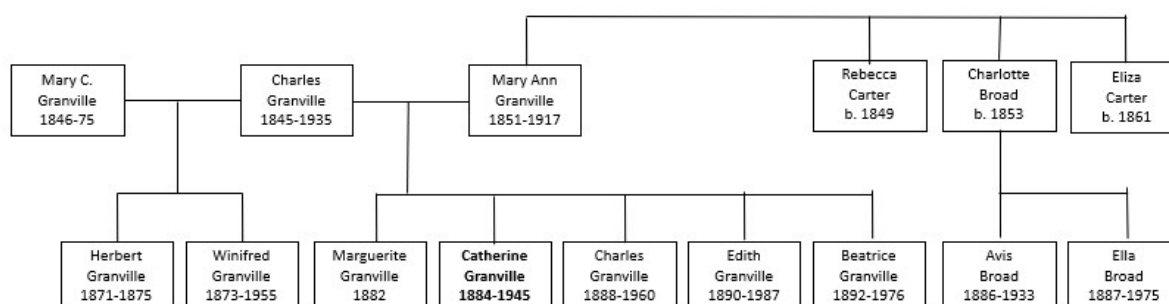 Mary C.
Granville
1846-75
Charles
Granville
1845-1935
Mary Ann
Granville
1851-1917
Rebecca
Carter
b. 1849
Charlotte
Broad
b. 1853
Eliza
Carter
b. 1861
Herbert
Granville
1871-1875
Winifred
Granville
1873-1955
Marguerite
Granville
1882
Catherine
Granville
1884-1945
Charles
Granville
1888-1960
Edith
Granville
1890-1987
Beatrice
Granville
1892-1976
Avis
Broad
1886-1933
Ella
Broad
1887-1975